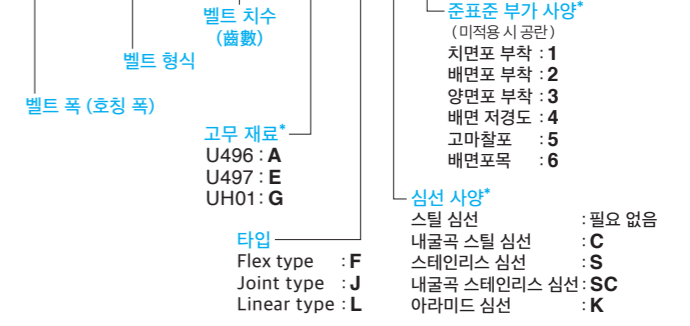 벨트 치수
(齒數)
벨트 형식
벨트 폭 (호칭 폭)
고무 재료*
U496 : A
U497 : E
UH01 : G
타입
Flex type : F
Joint type : J
Linear type : L
준표준 부가 사양*
(미적용 시 공란)
치면포 부착 : 1
배면포 부착 : 2
양면포 부착 : 3
배면 저경도 : 4
고마찰포 : 5
배면포목 : 6
심선 사양*
스틸 심선 : 필요 없음
내굴곡 스틸 심선 : C
스테인리스 심선 : S
내굴곡 스테인리스 심선 : SC
아라미드 심선 : K